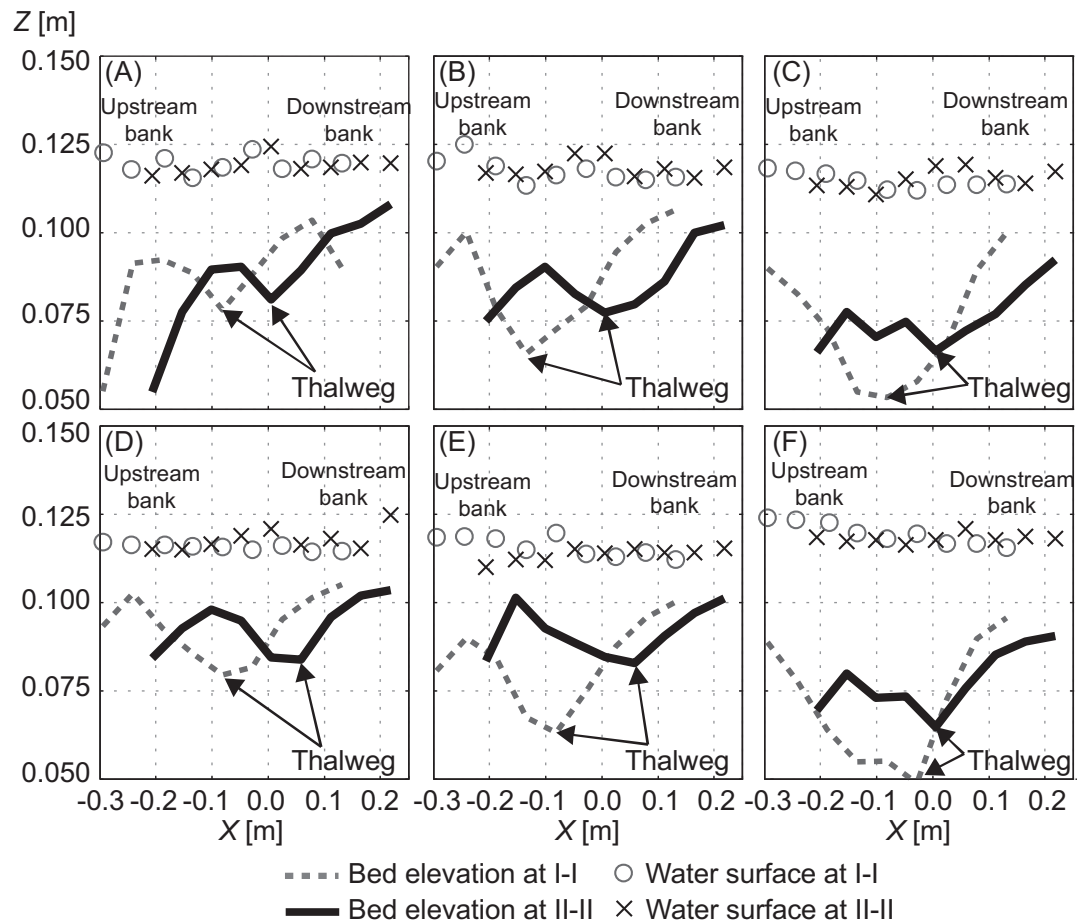 Z [m]
0.150
0.125
0.100
0.075
0.050
(A)
Upstream
bank
Downstream
bank
Thalweg
(B)
Upstream
bank
Downstream
bank
Thalweg
(C)
Upstream
bank
Downstream
bank
Thalweg
0.150
0.125
0.100
0.075
0.050
(D)
Upstream
bank
Downstream
bank
Thalweg
(E)
Upstream
bank
Downstream
bank
Thalweg
(F)
Upstream
bank
Downstream
bank
Thalweg
-0.3 -0.2 -0.1 0.0 0.1 0.2
-0.3 -0.2 -0.1 0.0 0.1 0.2
-0.3 -0.2 -0.1 0.0 0.1 0.2
X [m]
X [m]
X [m]
Bed elevation at I-I
Water surface at I-I
Bed elevation at II-II
Water surface at II-II